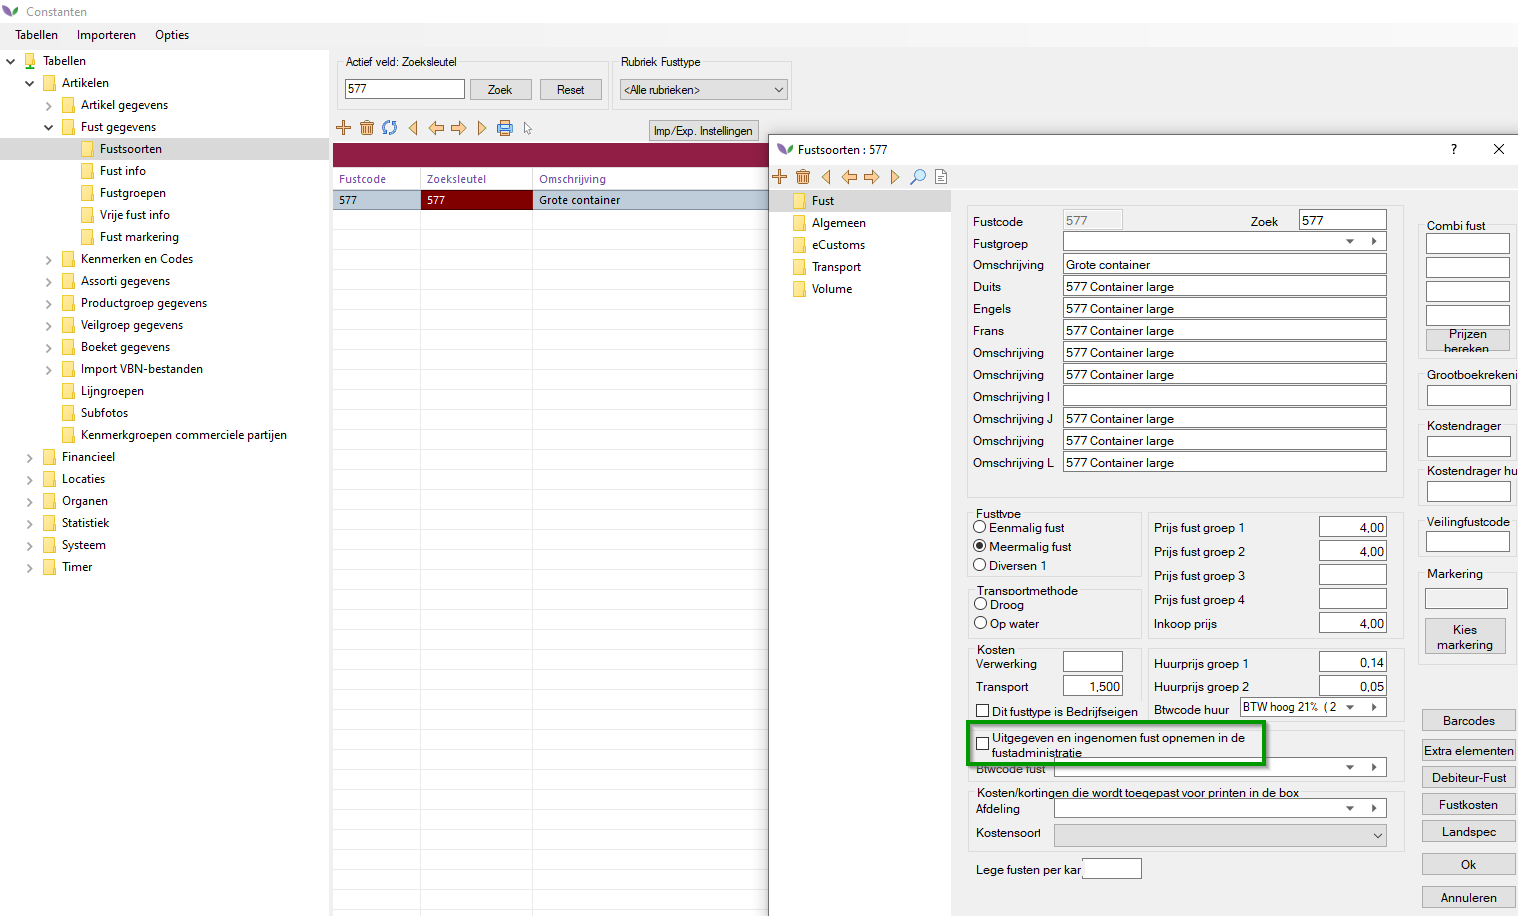 Constanten
Tabellen Importeren Opties
Tabellen
Artikelen
Artikel gegevens
Fust gegevens
Fustsoorten
Fust info
Fustgroepen
Vrije fust info
Fust markering
Kenmerken en Codes
Assorti gegevens
Productgroep gegevens
Veilgroep gegevens
Boeket gegevens
Import VBN-bestanden
Lijngroepen
Subfotos
Kenmerkgroepen commerciele partijen
Financieel
Locaties
Organen
Statistiek
Systeem
Timer
Actief veld: Zoeksleutel
577 Zoek Reset
Rubriek Fusttype
<Alle rubrieken>
Imp/Exp. Instellingen
Fustcode Zoeksleutel Omschrijving
577 577 Grote container
Fustsoorten : 577 ?
Fust
Algemeen
eCustoms
Transport
Volume
Fustcode 577 Zoek 577
Fustgroep
Omschrijving Grote container
Duits 577 Container large
Engels 577 Container large
Frans 577 Container large
Omschrijving 577 Container large
Omschrijving 577 Container large
Omschrijving I
Omschrijving J 577 Container large
Omschrijving 577 Container large
Omschrijving L 577 Container large
Fusttype
Eenmalig fust
Meermalig fust
Diversen 1
Transportmethode
Droog
Op water
Prijs fust groep 1 4,00
Prijs fust groep 2 4,00
Prijs fust groep 3
Prijs fust groep 4
Inkoop prijs 4,00
Kosten
Verwerking
Transport 1,500
Dit fusttype is Bedrijfseigen
Huurprijs groep 1 0,14
Huurprijs groep 2 0,05
Btwcode huur BTW hoog 21% ( 2
Uitgegeven en ingenomen fust opnemen in de
fustadministratie
Btwcode fust
Kosten/kortingen die wordt toegepast voor printen in de box
Afdeling
Kostensoort
Lege fusten per kar
Combi fust
Prijzen
bereken
Grootboekrekeni
Kostendrager
Kostendrager hu
Veilingfustcode
Markering
Kies
markering
Barcodes
Extra elementen
Debiteur-Fust
Fustkosten
Landspec
Ok
Annuleren